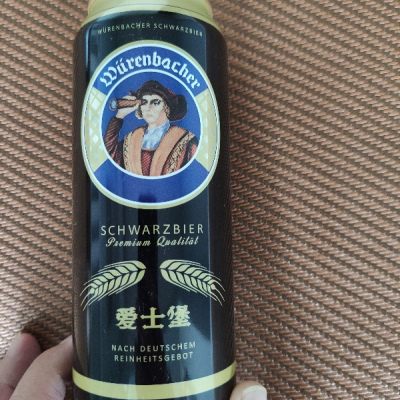 WÜRENBACHER SCHWARZBIER
Würenbacher
SCHWARZBIER
Premium Qualität
爱士堡
NACH DEUTSCHEM
REINHEITSGEBOT